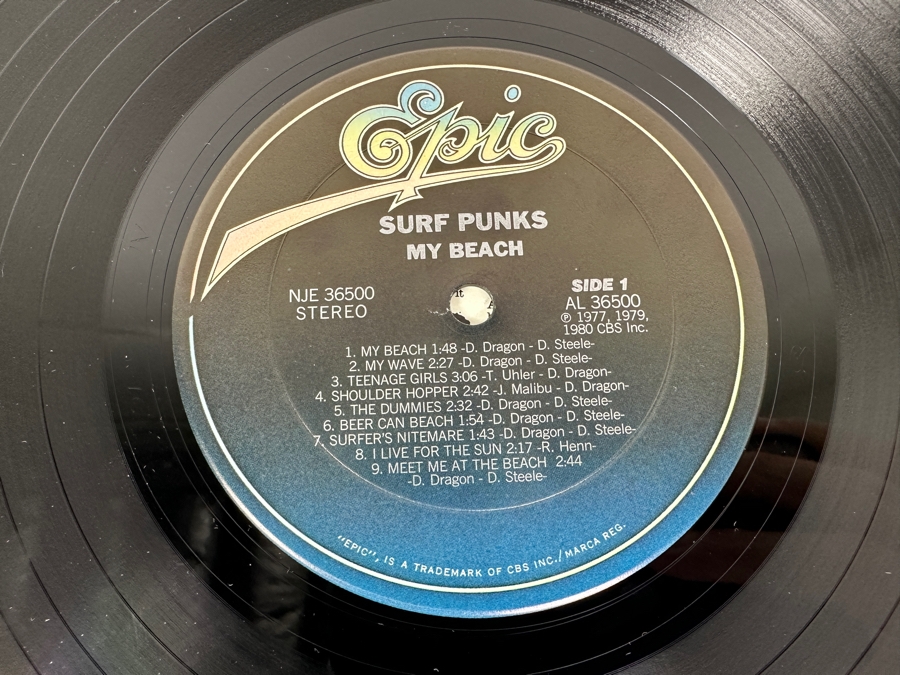 Epic
SURF PUNKS
MY BEACH
NJE 36500
STEREO
SIDE 1
AL 36500
Ⓟ 1977, 1979,
1980 CBS Inc.
1. MY BEACH 1:48 -D. Dragon - D. Steele-
2. MY WAVE 2:27 -D. Dragon - D. Steele-
3. TEENAGE GIRLS 3:06 -T. Uhler - D. Dragon-
4. SHOULDER HOPPER 2:42 -J. Malibu - D. Dragon-
5. THE DUMMIES 2:32 -D. Dragon - D. Steele-
6. BEER CAN BEACH 1:54 -D. Dragon - D. Steele-
7. SURFER'S NITEMARE 1:43 -D. Dragon - D. Steele-
8. I LIVE FOR THE SUN 2:17 -R. Henn-
9. MEET ME AT THE BEACH 2:44
-D. Dragon - D. Steele-
"EPIC", IS A TRADEMARK OF CBS INC./MARCA REG.